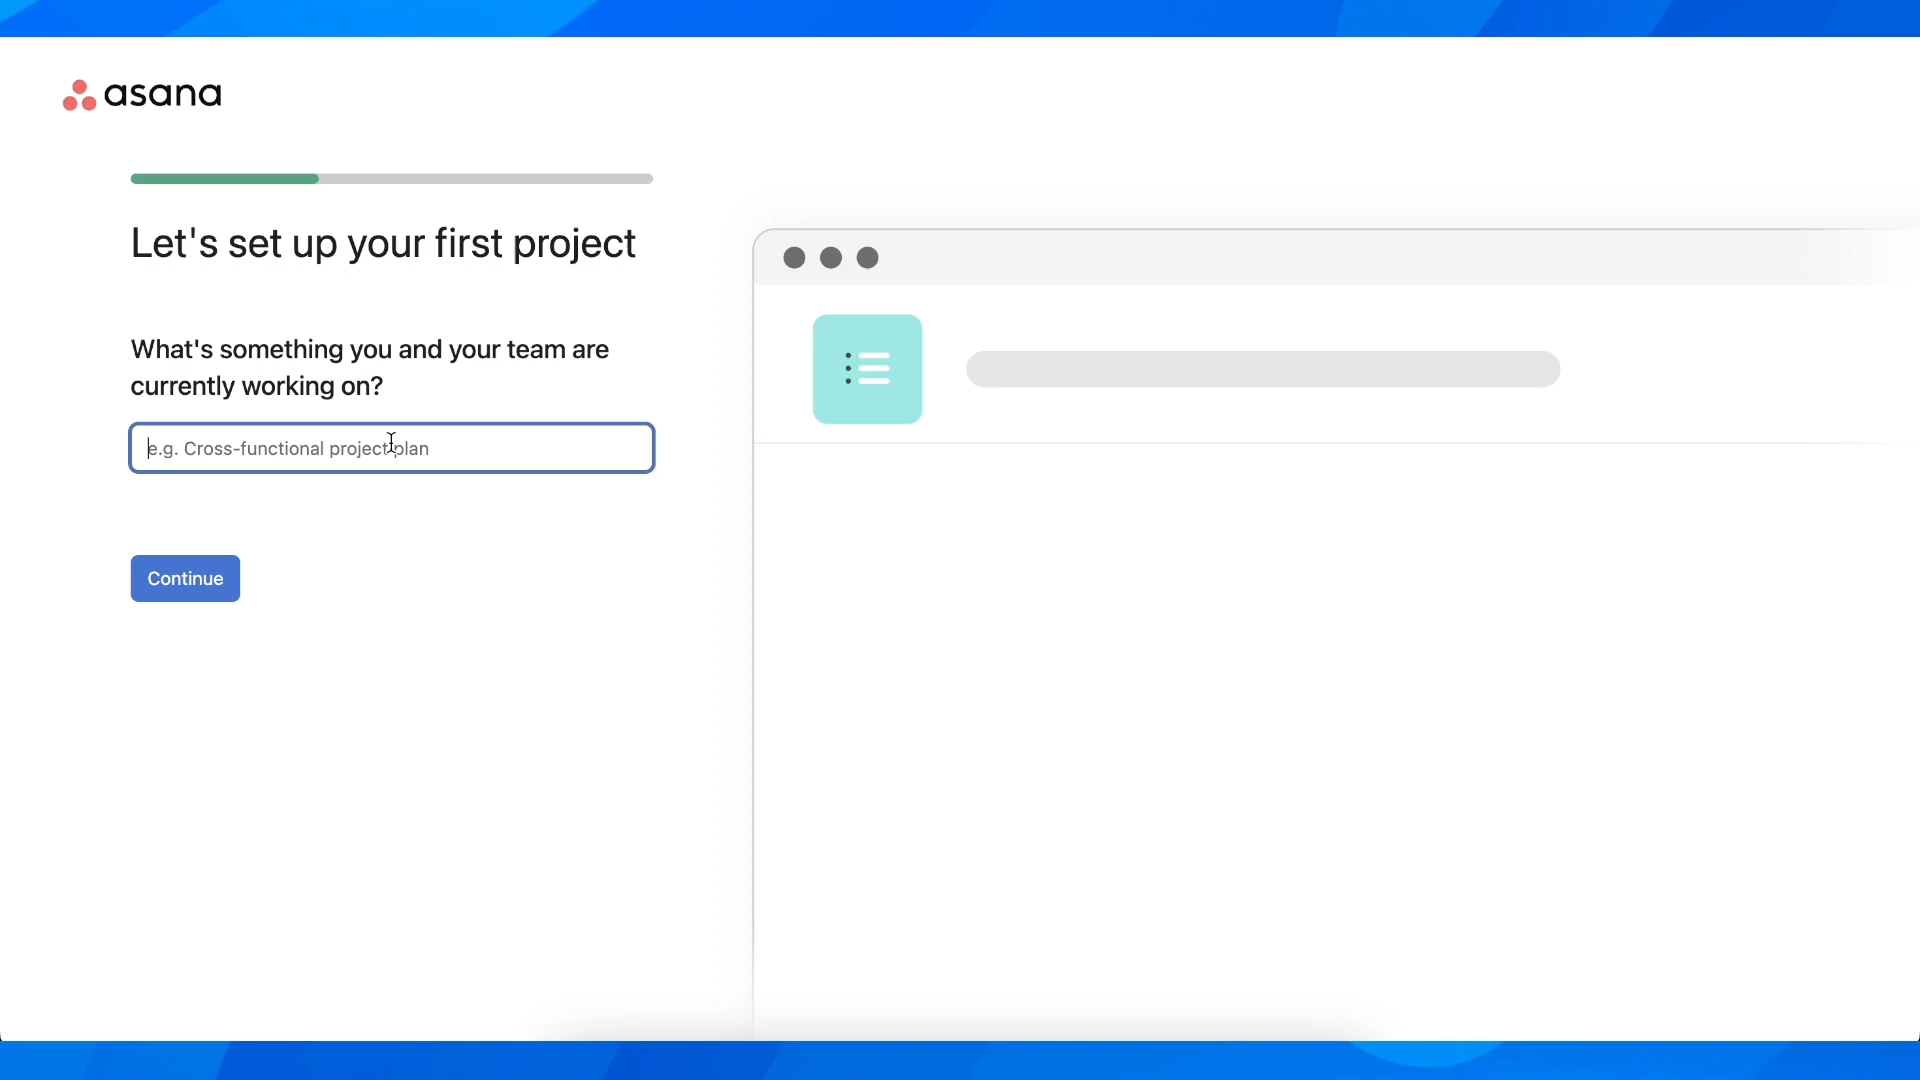 asana
Let's set up your first project
What's something you and your team are
currently working on?
e.g. Cross-functional project plan
Continue